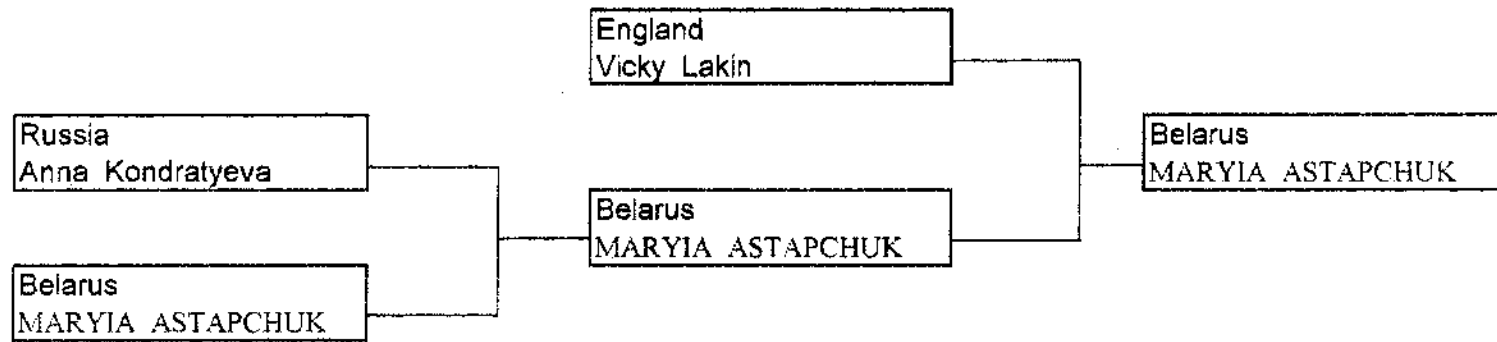 England
Vicky Lakin
Russia
Anna Kondratyeva
Belarus
MARYIA ASTAPCHUK
Belarus
MARYIA ASTAPCHUK
Belarus
MARYIA ASTAPCHUK